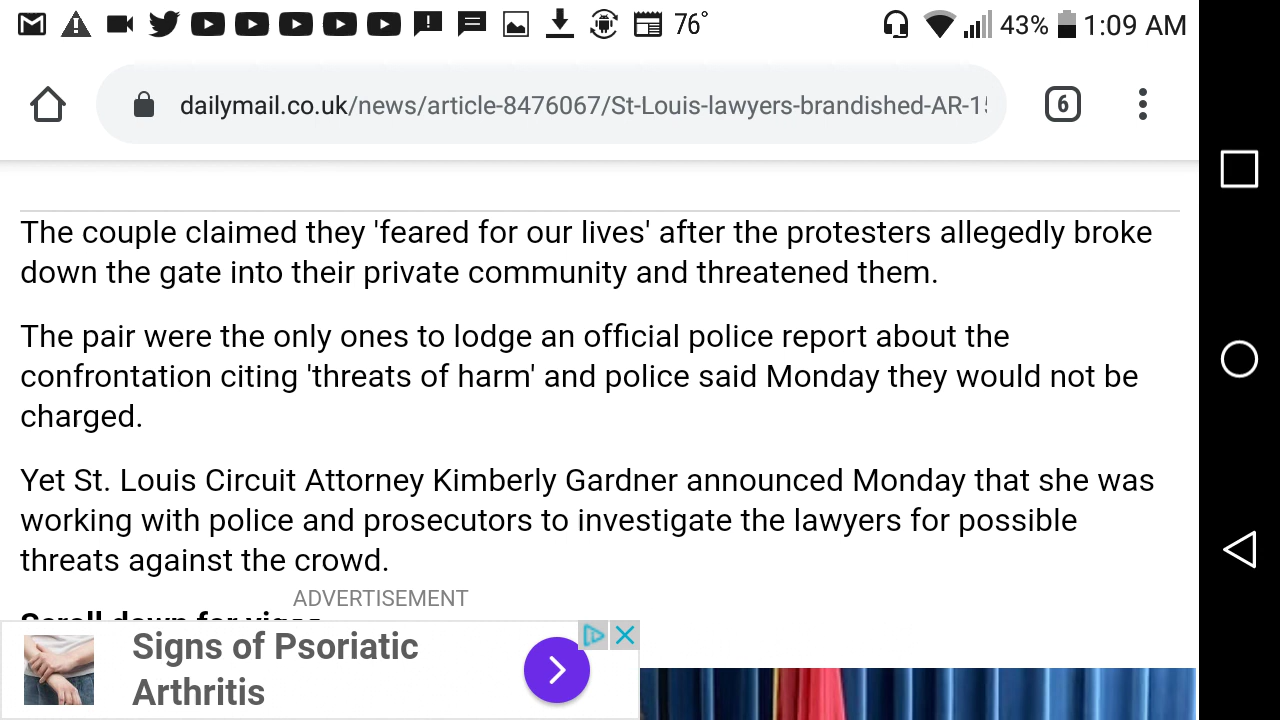 76°
43%
1:09 AM
dailymail.co.uk/news/article-8476067/St-Louis-lawyers-brandished-AR-15
6
The couple claimed they 'feared for our lives' after the protesters allegedly broke
down the gate into their private community and threatened them.
The pair were the only ones to lodge an official police report about the
confrontation citing 'threats of harm' and police said Monday they would not be
charged.
Yet St. Louis Circuit Attorney Kimberly Gardner announced Monday that she was
working with police and prosecutors to investigate the lawyers for possible
threats against the crowd.
ADVERTISEMENT
Scroll down for video
Signs of Psoriatic
Arthritis